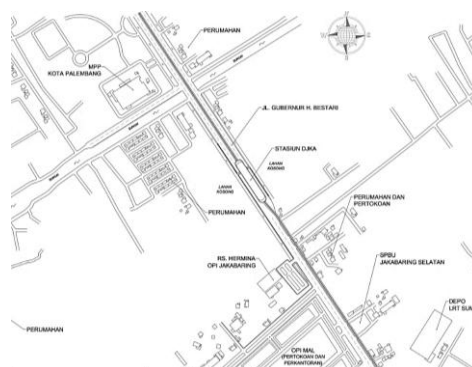 PERUMAHAN
MPP
KOTA PALEMBANG
JL. GUBERNUR H. BESTARI
STASIUN DJKA
LAHAN
KOSONG
LAHAN
KOSONG
PERUMAHAN DAN
PERTOKOAN
PERUMAHAN
RS. HERMINA
OPI JAKABARING
SPBU
JAKABARING SELATAN
DEPO
LRT SUM
PERUMAHAN
OPI MAL
(PERTOKOAN DAN
PERKANTORAN)